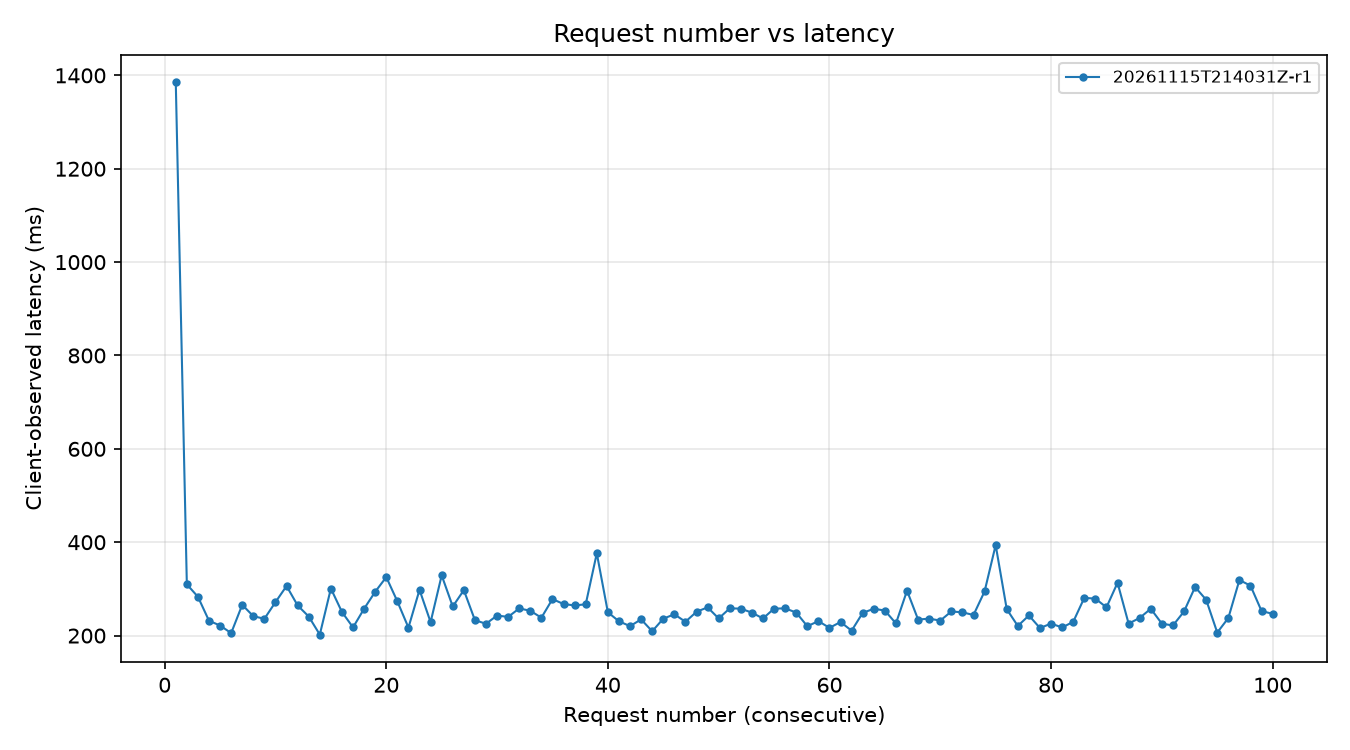 Request number vs latency
20261115T214031Z-r1
Client-observed latency (ms)
1400
1200
1000
800
600
400
200
0 20 40 60 80 100
Request number (consecutive)